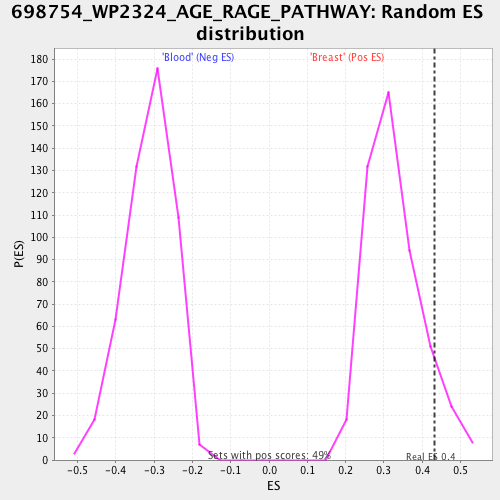 698754_WP2324_AGE_RAGE_PATHWAY: Random ES
distribution
'Blood' (Neg ES)
'Breast' (Pos ES)
180
170
160
150
140
130
120
110
100
90
80
70
60
50
40
30
20
10
0
P(ES)
Sets with pos scores: 49%
Real ES 0.4
-0.5 -0.4 -0.3 -0.2 -0.1 0.0 0.1 0.2 0.3 0.4 0.5
ES